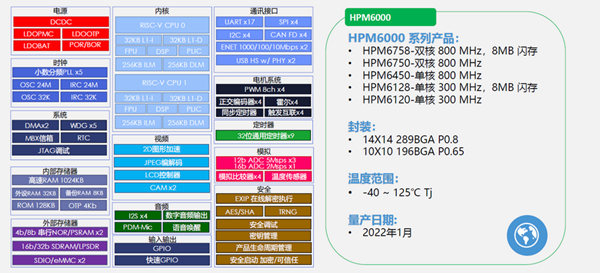 电源
DCDC
LDOPMC
LDOOTP
LDOBAT
POR/BOR
时钟
小数分频PLL x5
OSC 24M
IRC 24M
OSC 32K
IRC 32K
系统
DMAx2
WDG x5
MBX信箱
RTC
JTAG调试
内部存储器
高速RAM 1024KB
外设RAM 32KB
备份RAM 8KB
ROM 128KB
OTP 4Kb
外部存储器
4b/8b 串行NOR/PSRAM x2
16b/32b SDRAM/LPSDR
SDIO/eMMC x2
内核
RISC-V CPU 0
32KB L1-I
32KB L1-D
FPU
DSP
PLIC
256KB ILM
256KB DLM
RISC-V CPU 1
32KB L1-I
32KB L1-D
FPU
DSP
PLIC
256KB ILM
256KB DLM
视频
2D图形加速
JPEG编解码
LCD控制器
CAM x2
音频
I2S x4
数字音频输出
PDM-Mic
语音唤醒
输入输出
GPIO
快速GPIO
通讯接口
UART x17
SPI x4
I2C x4
CAN FD x4
ENET 1000/100/10Mbps x2
USB HS w/ PHY x2
电机系统
PWM 8ch x4
正交编码器x4
霍尔x4
同步定时器
触发互联x4
定时器
32位通用定时器x9
模拟
12b ADC 5Msps x3
16b ADC 2Msps x1
模拟比较器x4
温度传感器
安全
EXIP 在线解密执行
AES/SHA
TRNG
安全调试
密钥管理
产品生命周期管理
安全启动 加密/可信任
HPM6000
HPM6000 系列产品：
• HPM6758-双核 800 MHz，8MB 闪存
• HPM6750-双核 800 MHz
• HPM6450-单核 800 MHz
• HPM6128-单核 300 MHz，8MB 闪存
• HPM6120-单核 300 MHz
封装：
• 14X14 289BGA P0.8
• 10X10 196BGA P0.65
温度范围：
• -40 ~ 125℃ Tj
量产日期：
• 2022年1月